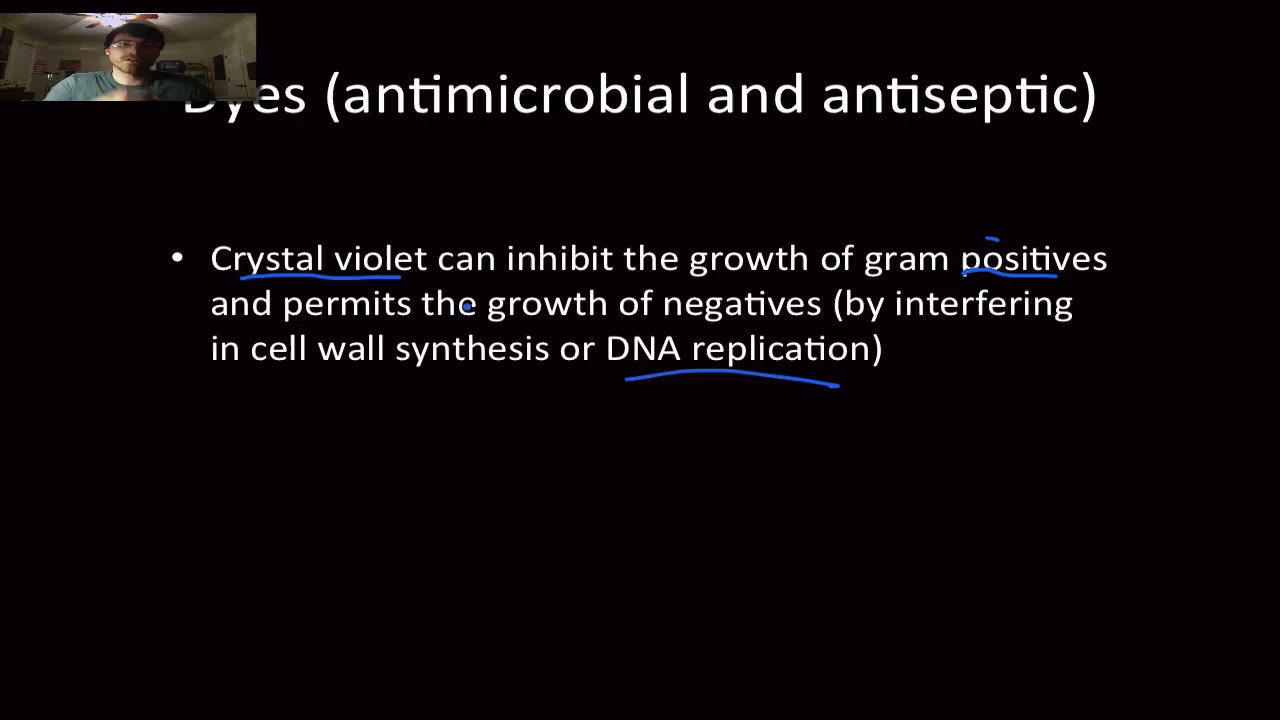 Dyes (antimicrobial and antiseptic)
• Crystal violet can inhibit the growth of gram positives
and permits the growth of negatives (by interfering
in cell wall synthesis or DNA replication)